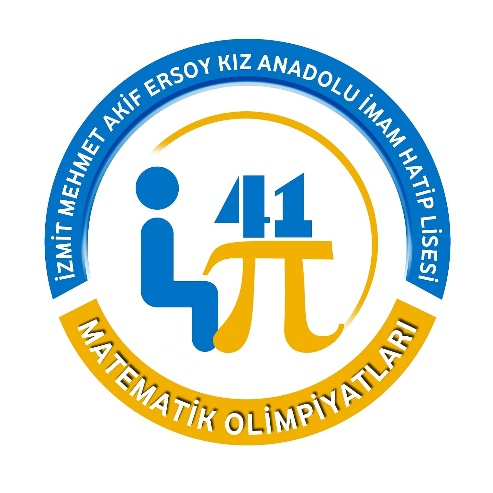 İZMİT MEHMET AKİF ERSOY KIZ ANADOLU İMAM HATİP LİSESİ
41
π
MATEMATİK OLİMPİYATLARI